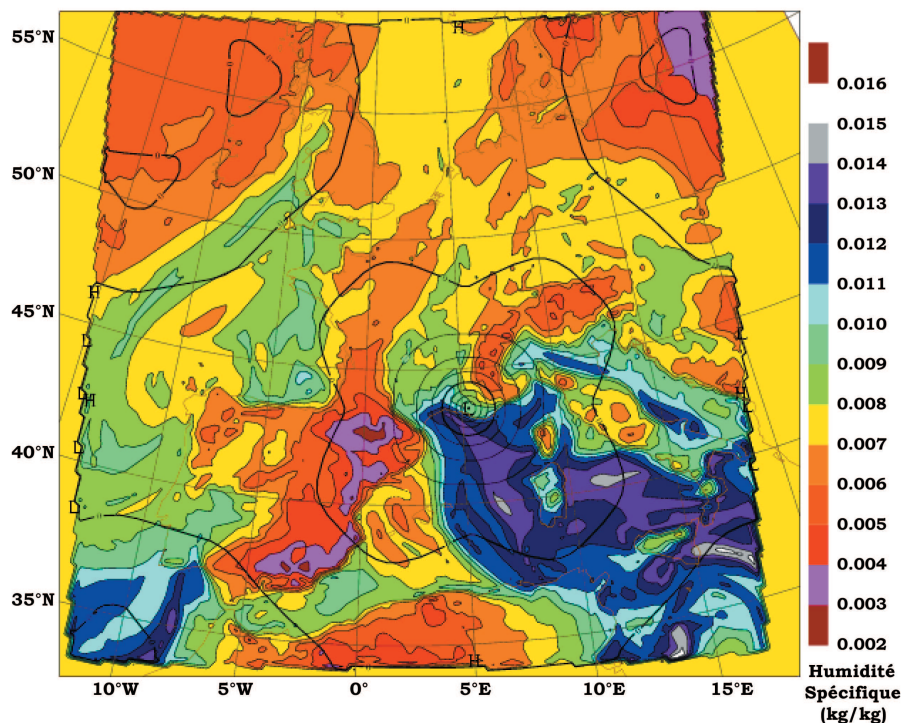 55°N
50°N
45°N
40°N
35°N
10°W
5°W
0°
5°E
10°E
15°E
H
H
D
D
H
D
D
H
L
H
L
0.016
0.015
0.014
0.013
0.012
0.011
0.010
0.009
0.008
0.007
0.006
0.005
0.004
0.003
0.002
Humidité
Spécifique
(kg/kg)